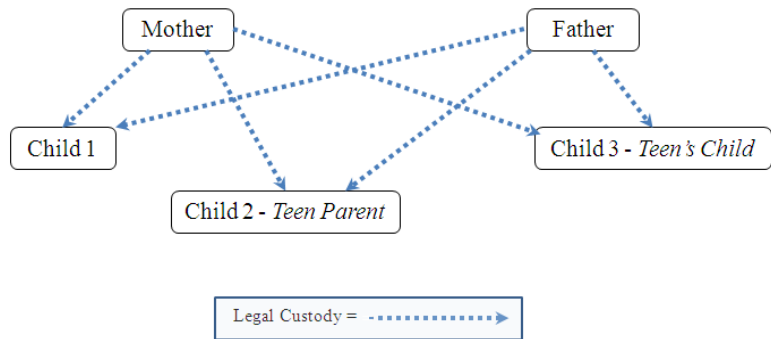 Mother
Father
Child 1
Child 3 - Teen's Child
Child 2 - Teen Parent
Legal Custody =